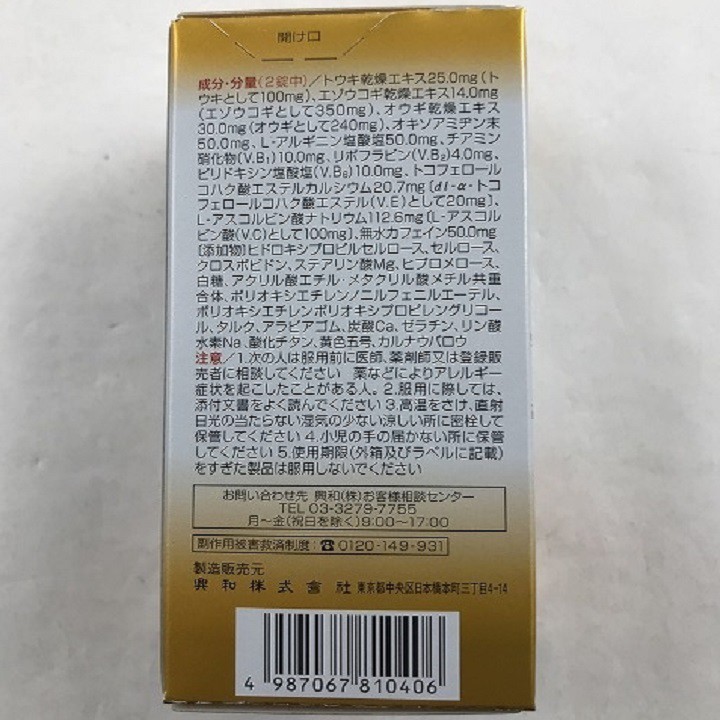 開け口
成分・分量(2錠中)/トウキ乾燥エキス25.0mg(ト
ウキとして100mg)、エゾウコギ乾燥エキス14.0mg
(エゾウコギとして350mg)、オウギ乾燥エキス
30.0mg(オウギとして240mg)、オキソアミヂン末
50.0mg、L-アルギニン塩酸塩50.0mg、チアミン
硝化物(V.B₁)10.0mg、リボフラビン(V.B₂)4.0mg、
ピリドキシン塩酸塩(V.B₆)10.0mg、トコフェロール
コハク酸エステルカルシウム20.7mg〔dl-α-トコ
フェロールコハク酸エステル(V.E)として20mg〕、
L-アスコルビン酸ナトリウム112.6mg〔L-アスコル
ビン酸(V.C)として100mg〕、無水カフェイン50.0mg
〔添加物〕ヒドロキシプロピルセルロース、セルロース、
クロスポビドン、ステアリン酸Mg、ヒプロメロース、
白糖、アクリル酸エチル・メタクリル酸メチル共重
合体、ポリオキシエチレンノニルフェニルエーテル、
ポリオキシエチレンポリオキシプロピレングリコー
ル、タルク、アラビアゴム、炭酸Ca、ゼラチン、リン酸
水素Na、酸化チタン、黄色五号、カルナウバロウ
注意/1.次の人は服用前に医師、薬剤師又は登録販
売者に相談してください 薬などによりアレルギー
症状を起こしたことがある人。2.服用に際しては、
添付文書をよく読んでください 3.高温をさけ、直射
日光の当たらない湿気の少ない涼しい所に密栓して
保管してください 4.小児の手の届かない所に保管
してください 5.使用期限(外箱及びラベルに記載)
をすぎた製品は服用しないでください
お問い合わせ先 興和(株)お客様相談センター
TEL 03-3279-7755
月〜金(祝日を除く)9:00〜17:00
副作用被害救済制度:☎0120-149-931
製造販売元
興和株式會社 東京都中央区日本橋本町三丁目4-14
4 987067 810406